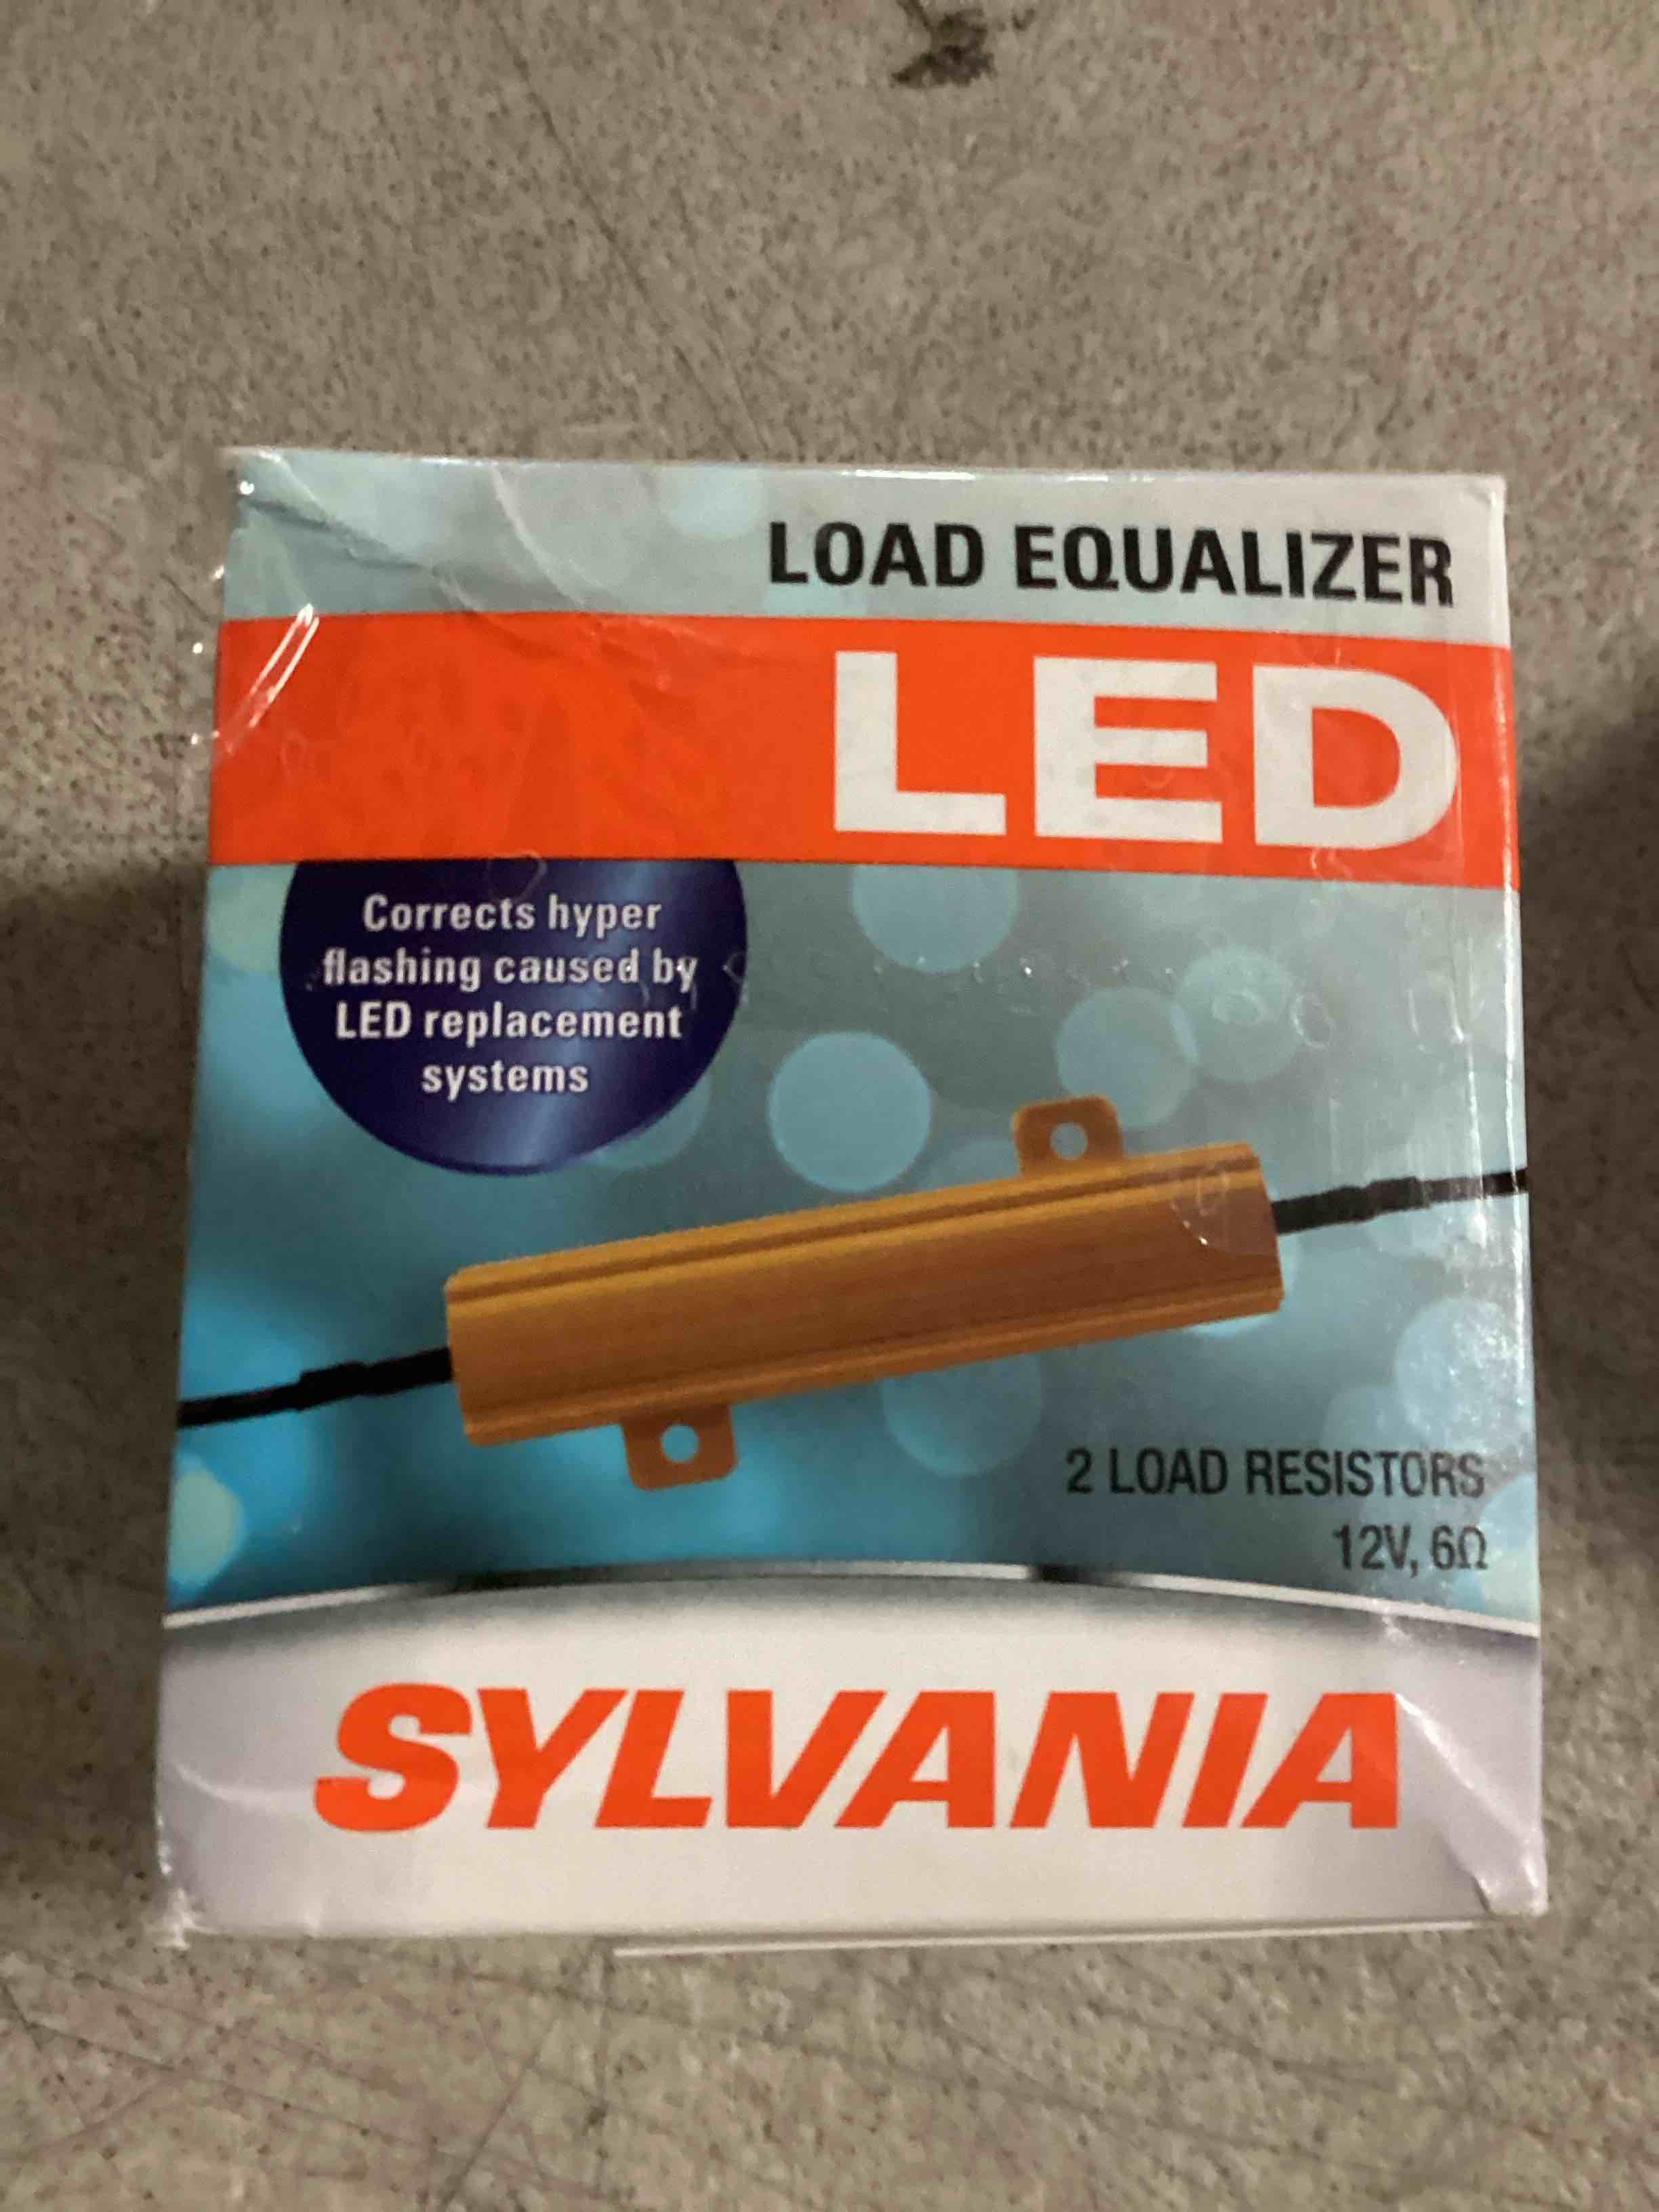 LOAD EQUALIZER
LED
Corrects hyper
flashing caused by
LED replacement
systems
2 LOAD RESISTORS
12V, 6Ω
SYLVANIA